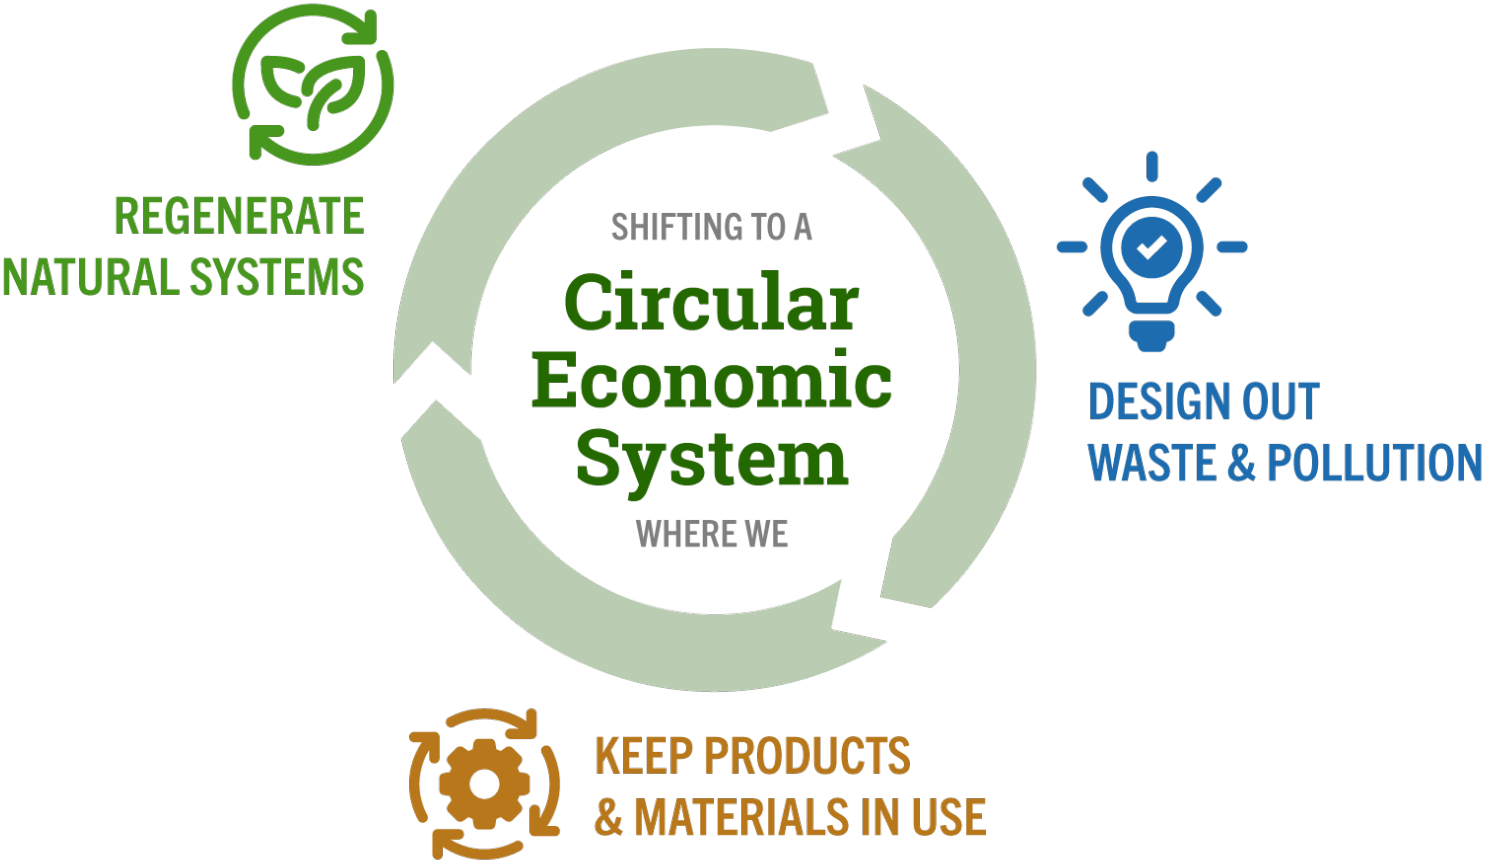 SHIFTING TO A
Circular
Economic
System
WHERE WE
REGENERATE
NATURAL SYSTEMS
DESIGN OUT
WASTE & POLLUTION
KEEP PRODUCTS
& MATERIALS IN USE